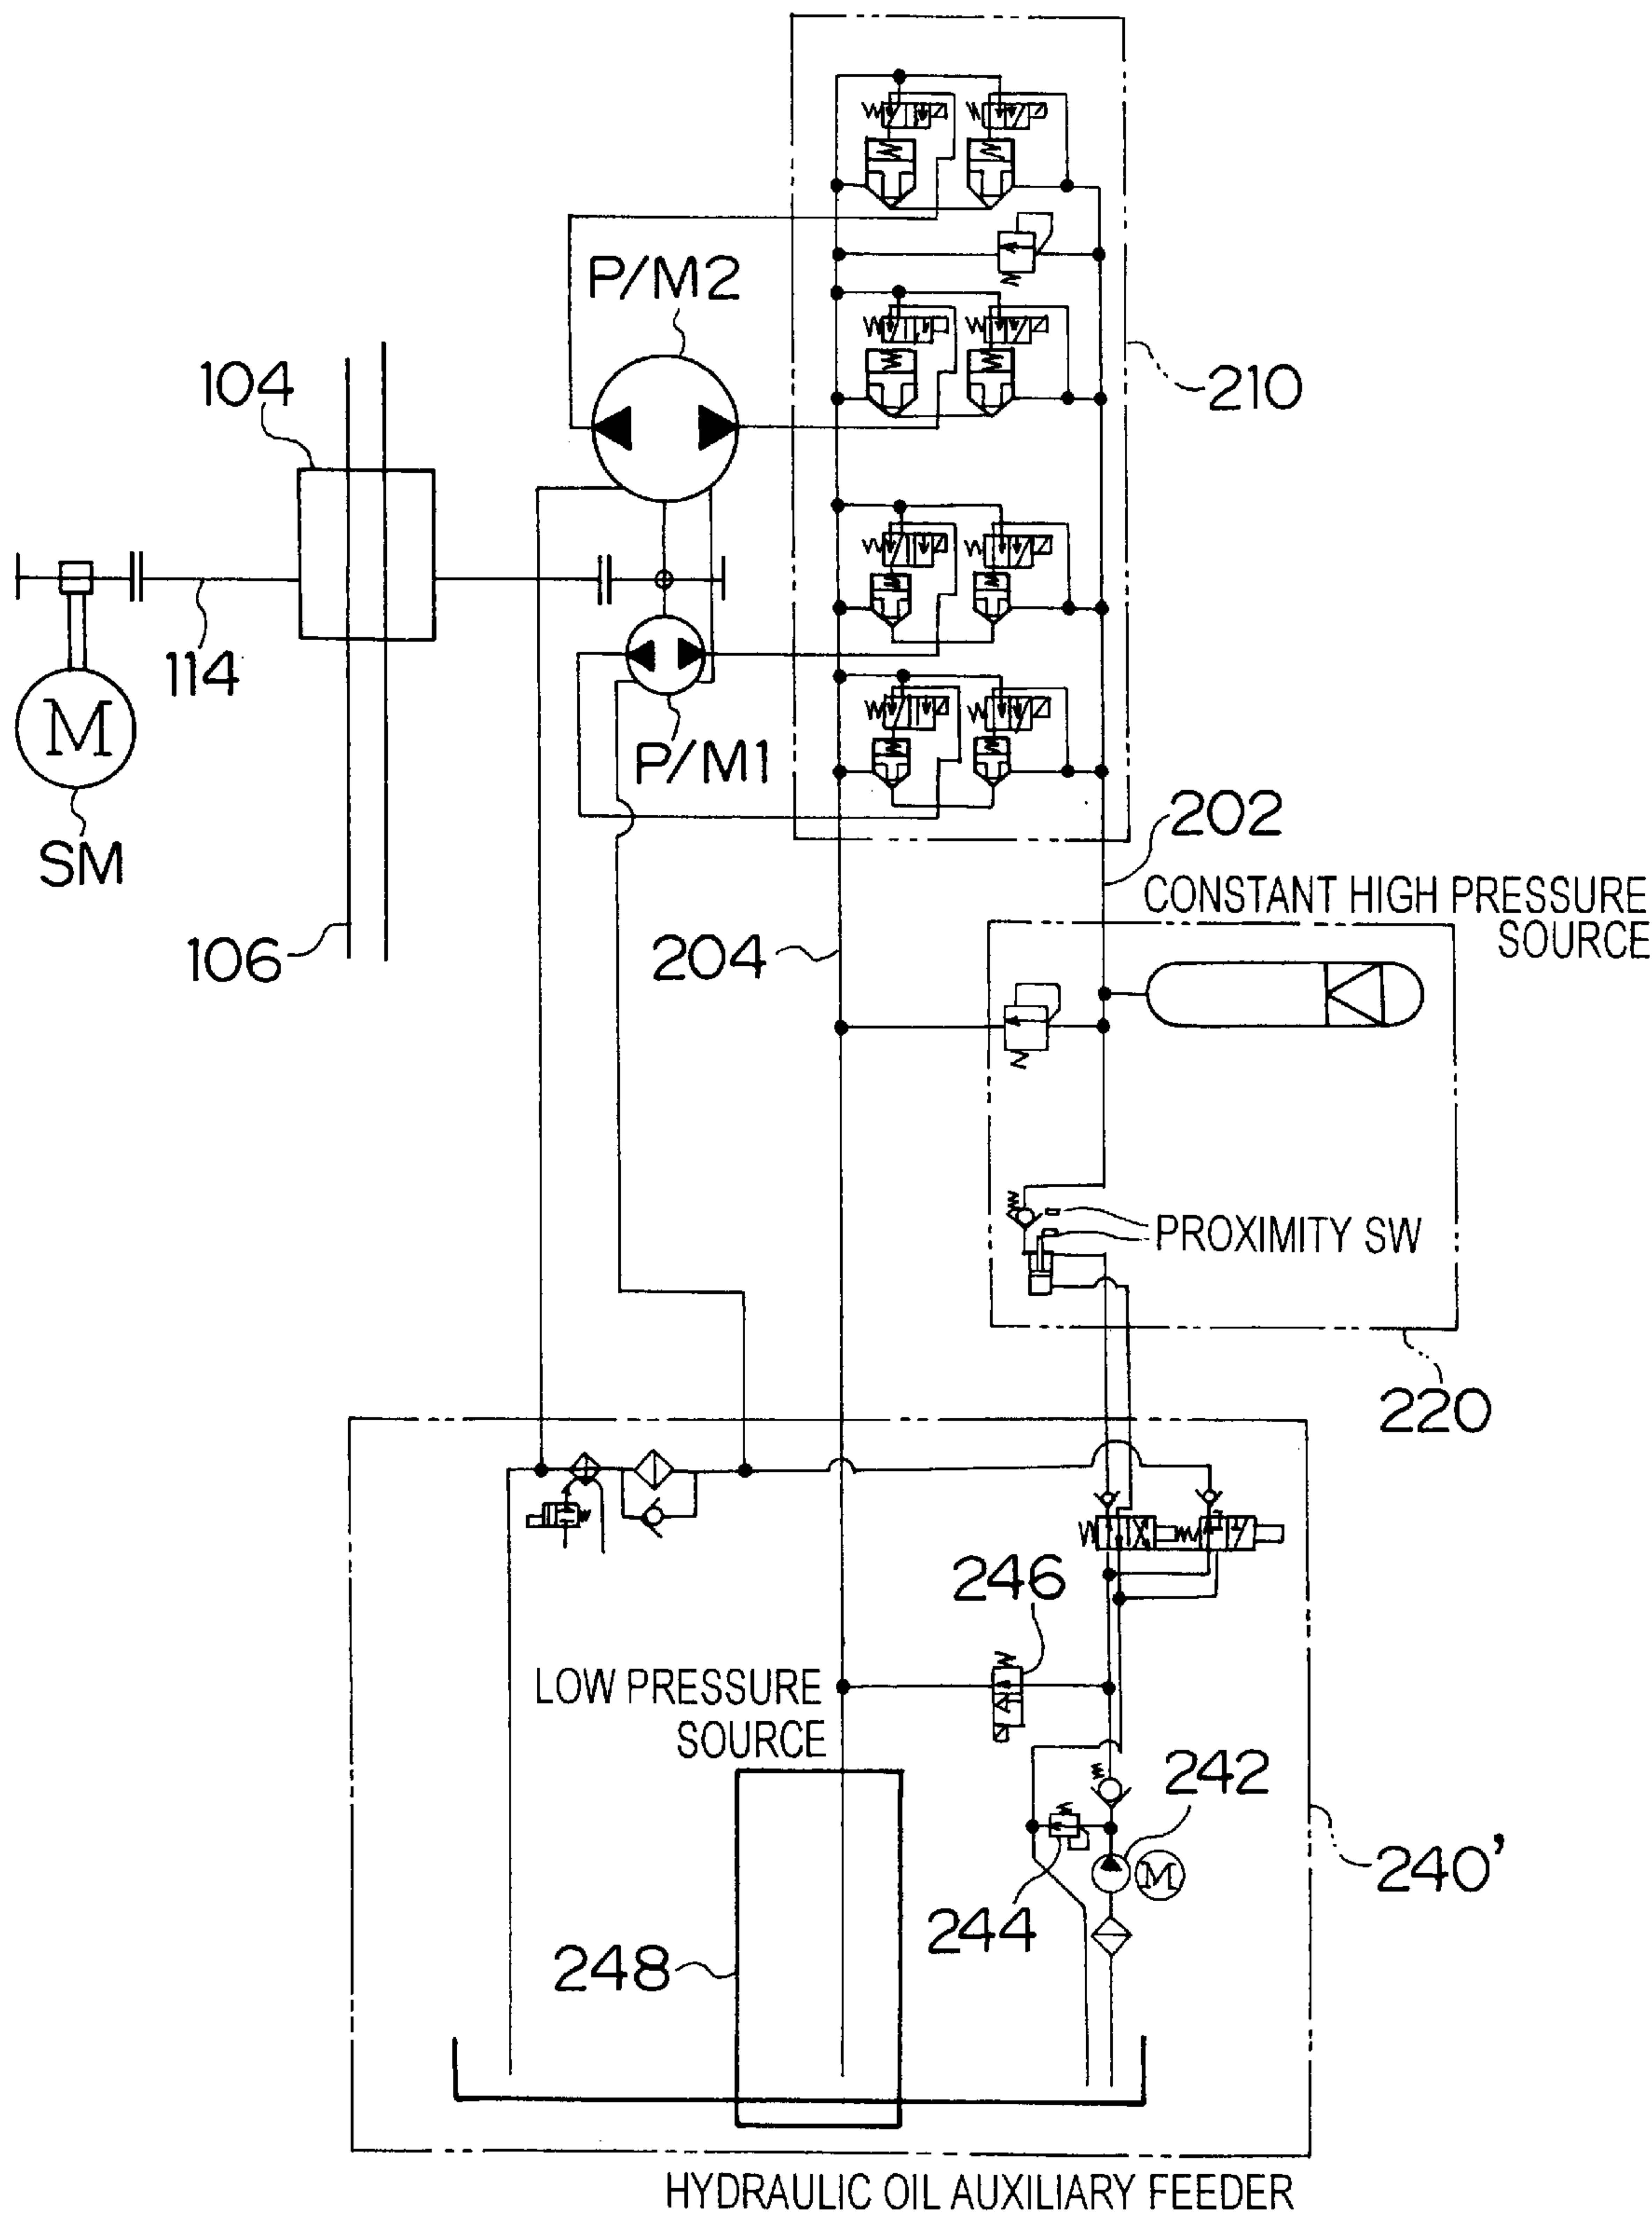 P/M2
104
210
114
M
P/M1
SM
202
CONSTANT HIGH PRESSURE
SOURCE
204
106
PROXIMITY SW
220
246
LOW PRESSURE
SOURCE
242
M
240’
244
248
HYDRAULIC OIL AUXILIARY FEEDER